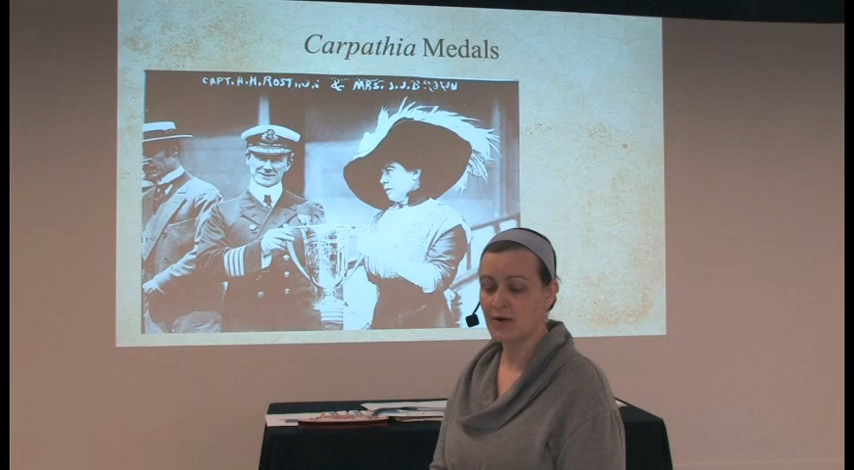 Carpathia Medals
CAPT. H. H. ROSTRON & MRS. J. J. BROWN